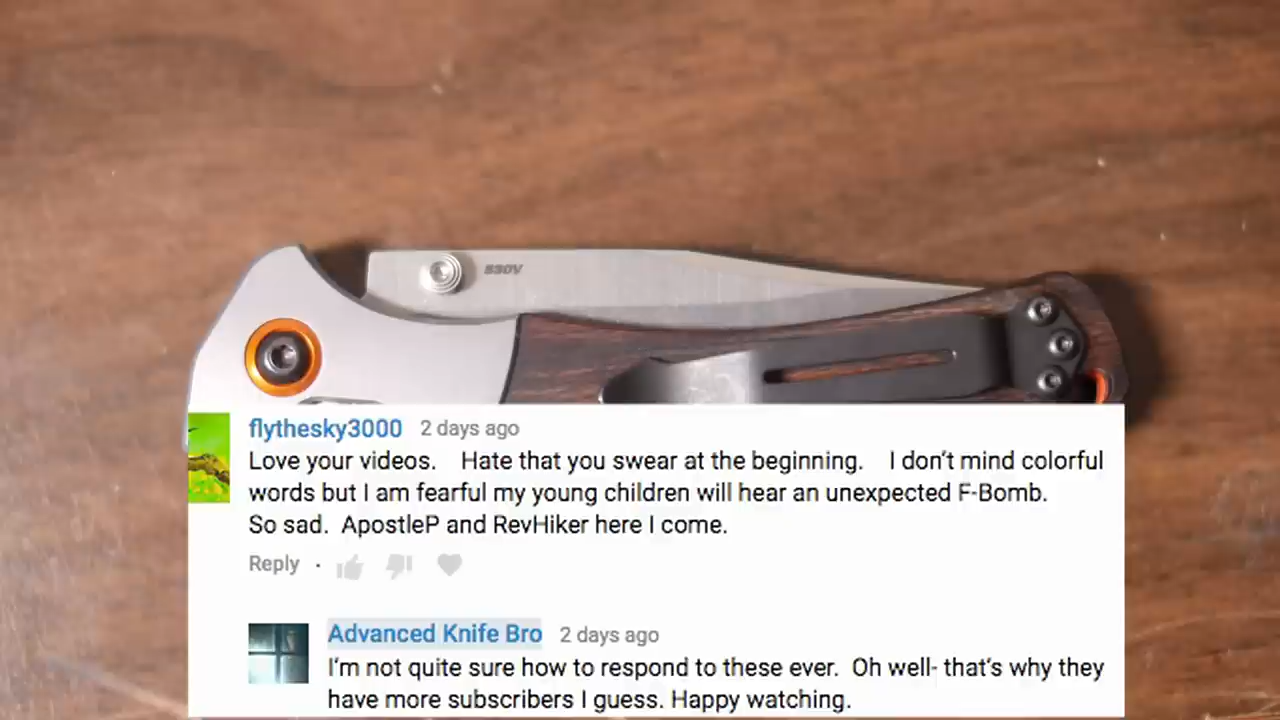 S30V
flythesky3000 2 days ago
Love your videos. Hate that you swear at the beginning. I don't mind colorful
words but I am fearful my young children will hear an unexpected F-Bomb.
So sad. ApostleP and RevHiker here I come.
Reply ·
Advanced Knife Bro 2 days ago
I'm not quite sure how to respond to these ever. Oh well- that's why they
have more subscribers I guess. Happy watching.